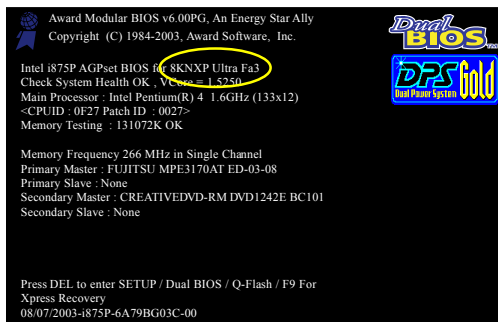 Award Modular BIOS v6.00PG, An Energy Star Ally
Copyright (C) 1984-2003, Award Software, Inc.
Dual
BIOS
Intel i875P AGPset BIOS for 8KNXP Ultra Fa3
Check System Health OK , VCore = 1.5250
DPS Gold
Dual Power System
Main Processor : Intel Pentium(R) 4 1.6GHz (133x12)
<CPUID : 0F27 Patch ID : 0027>
Memory Testing : 131072K OK
Memory Frequency 266 MHz in Single Channel
Primary Master : FUJITSU MPE3170AT ED-03-08
Primary Slave : None
Secondary Master : CREATIVEDVD-RM DVD1242E BC101
Secondary Slave : None
Press DEL to enter SETUP / Dual BIOS / Q-Flash / F9 For
Xpress Recovery
08/07/2003-i875P-6A79BG03C-00